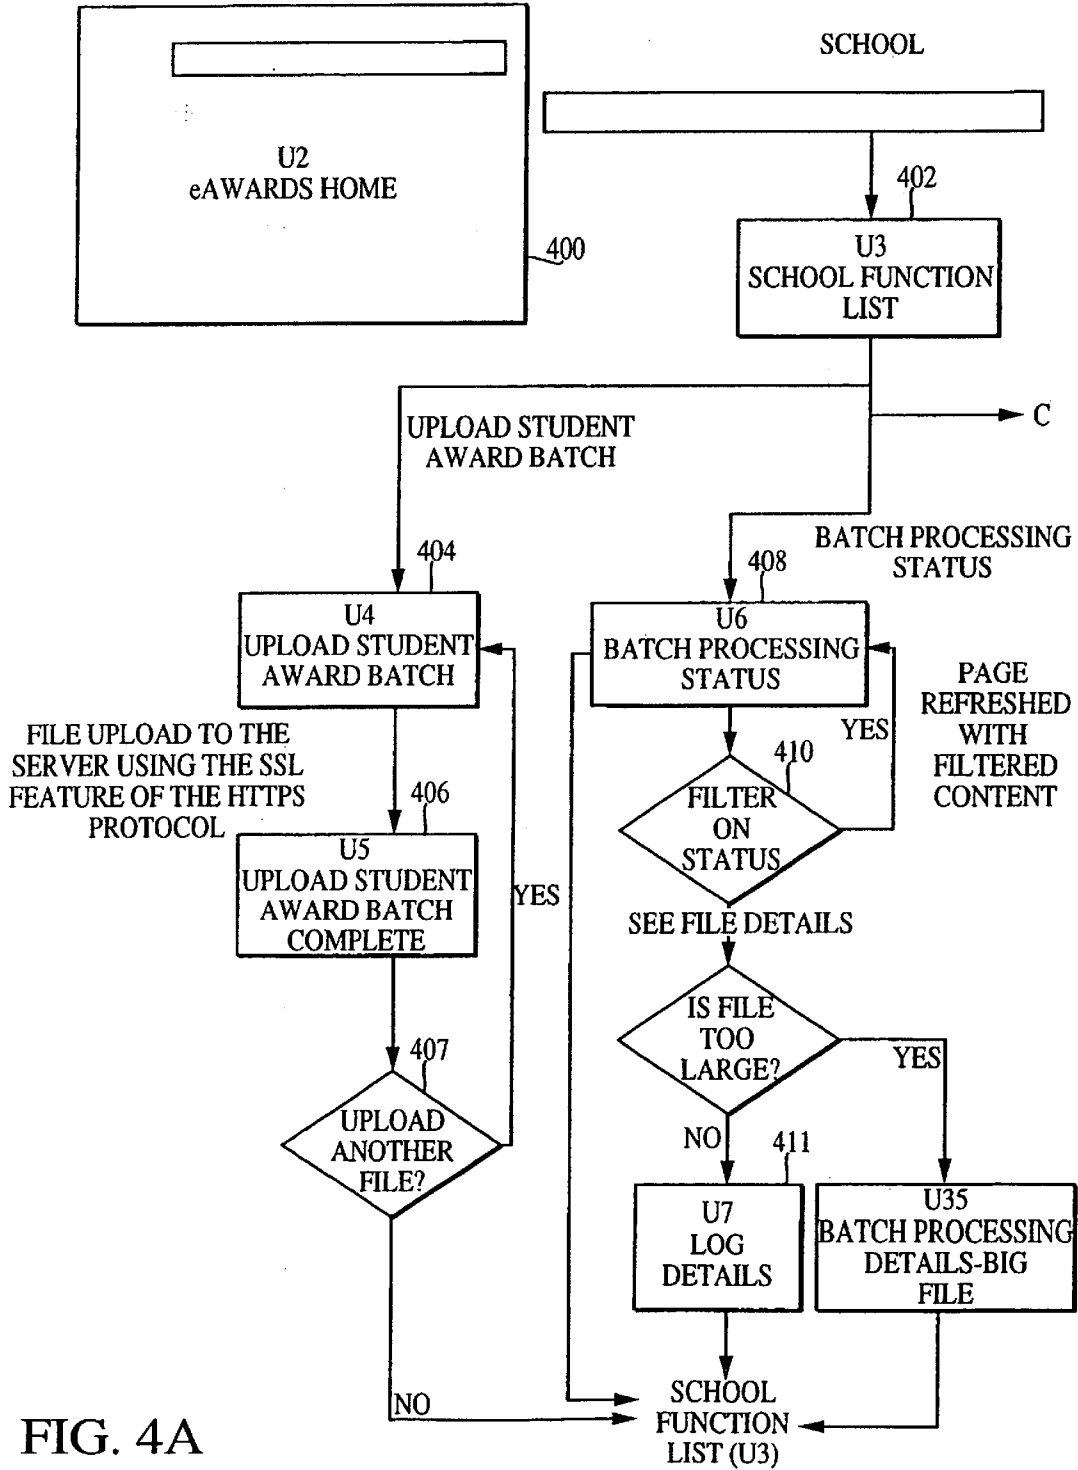 SCHOOL
U2
eAWARDS HOME
400
402
U3
SCHOOL FUNCTION
LIST
C
UPLOAD STUDENT
AWARD BATCH
BATCH PROCESSING
STATUS
404
U4
UPLOAD STUDENT
AWARD BATCH
408
U6
BATCH PROCESSING
STATUS
PAGE
REFRESHED
WITH
FILTERED
CONTENT
YES
FILE UPLOAD TO THE
SERVER USING THE SSL
FEATURE OF THE HTTPS
PROTOCOL
410
FILTER
ON
STATUS
406
U5
UPLOAD STUDENT
AWARD BATCH
COMPLETE
YES
SEE FILE DETAILS
IS FILE
TOO
LARGE?
YES
NO
407
UPLOAD
ANOTHER
FILE?
411
U7
LOG
DETAILS
U35
BATCH PROCESSING
DETAILS-BIG
FILE
NO
SCHOOL
FUNCTION
LIST (U3)
FIG. 4A